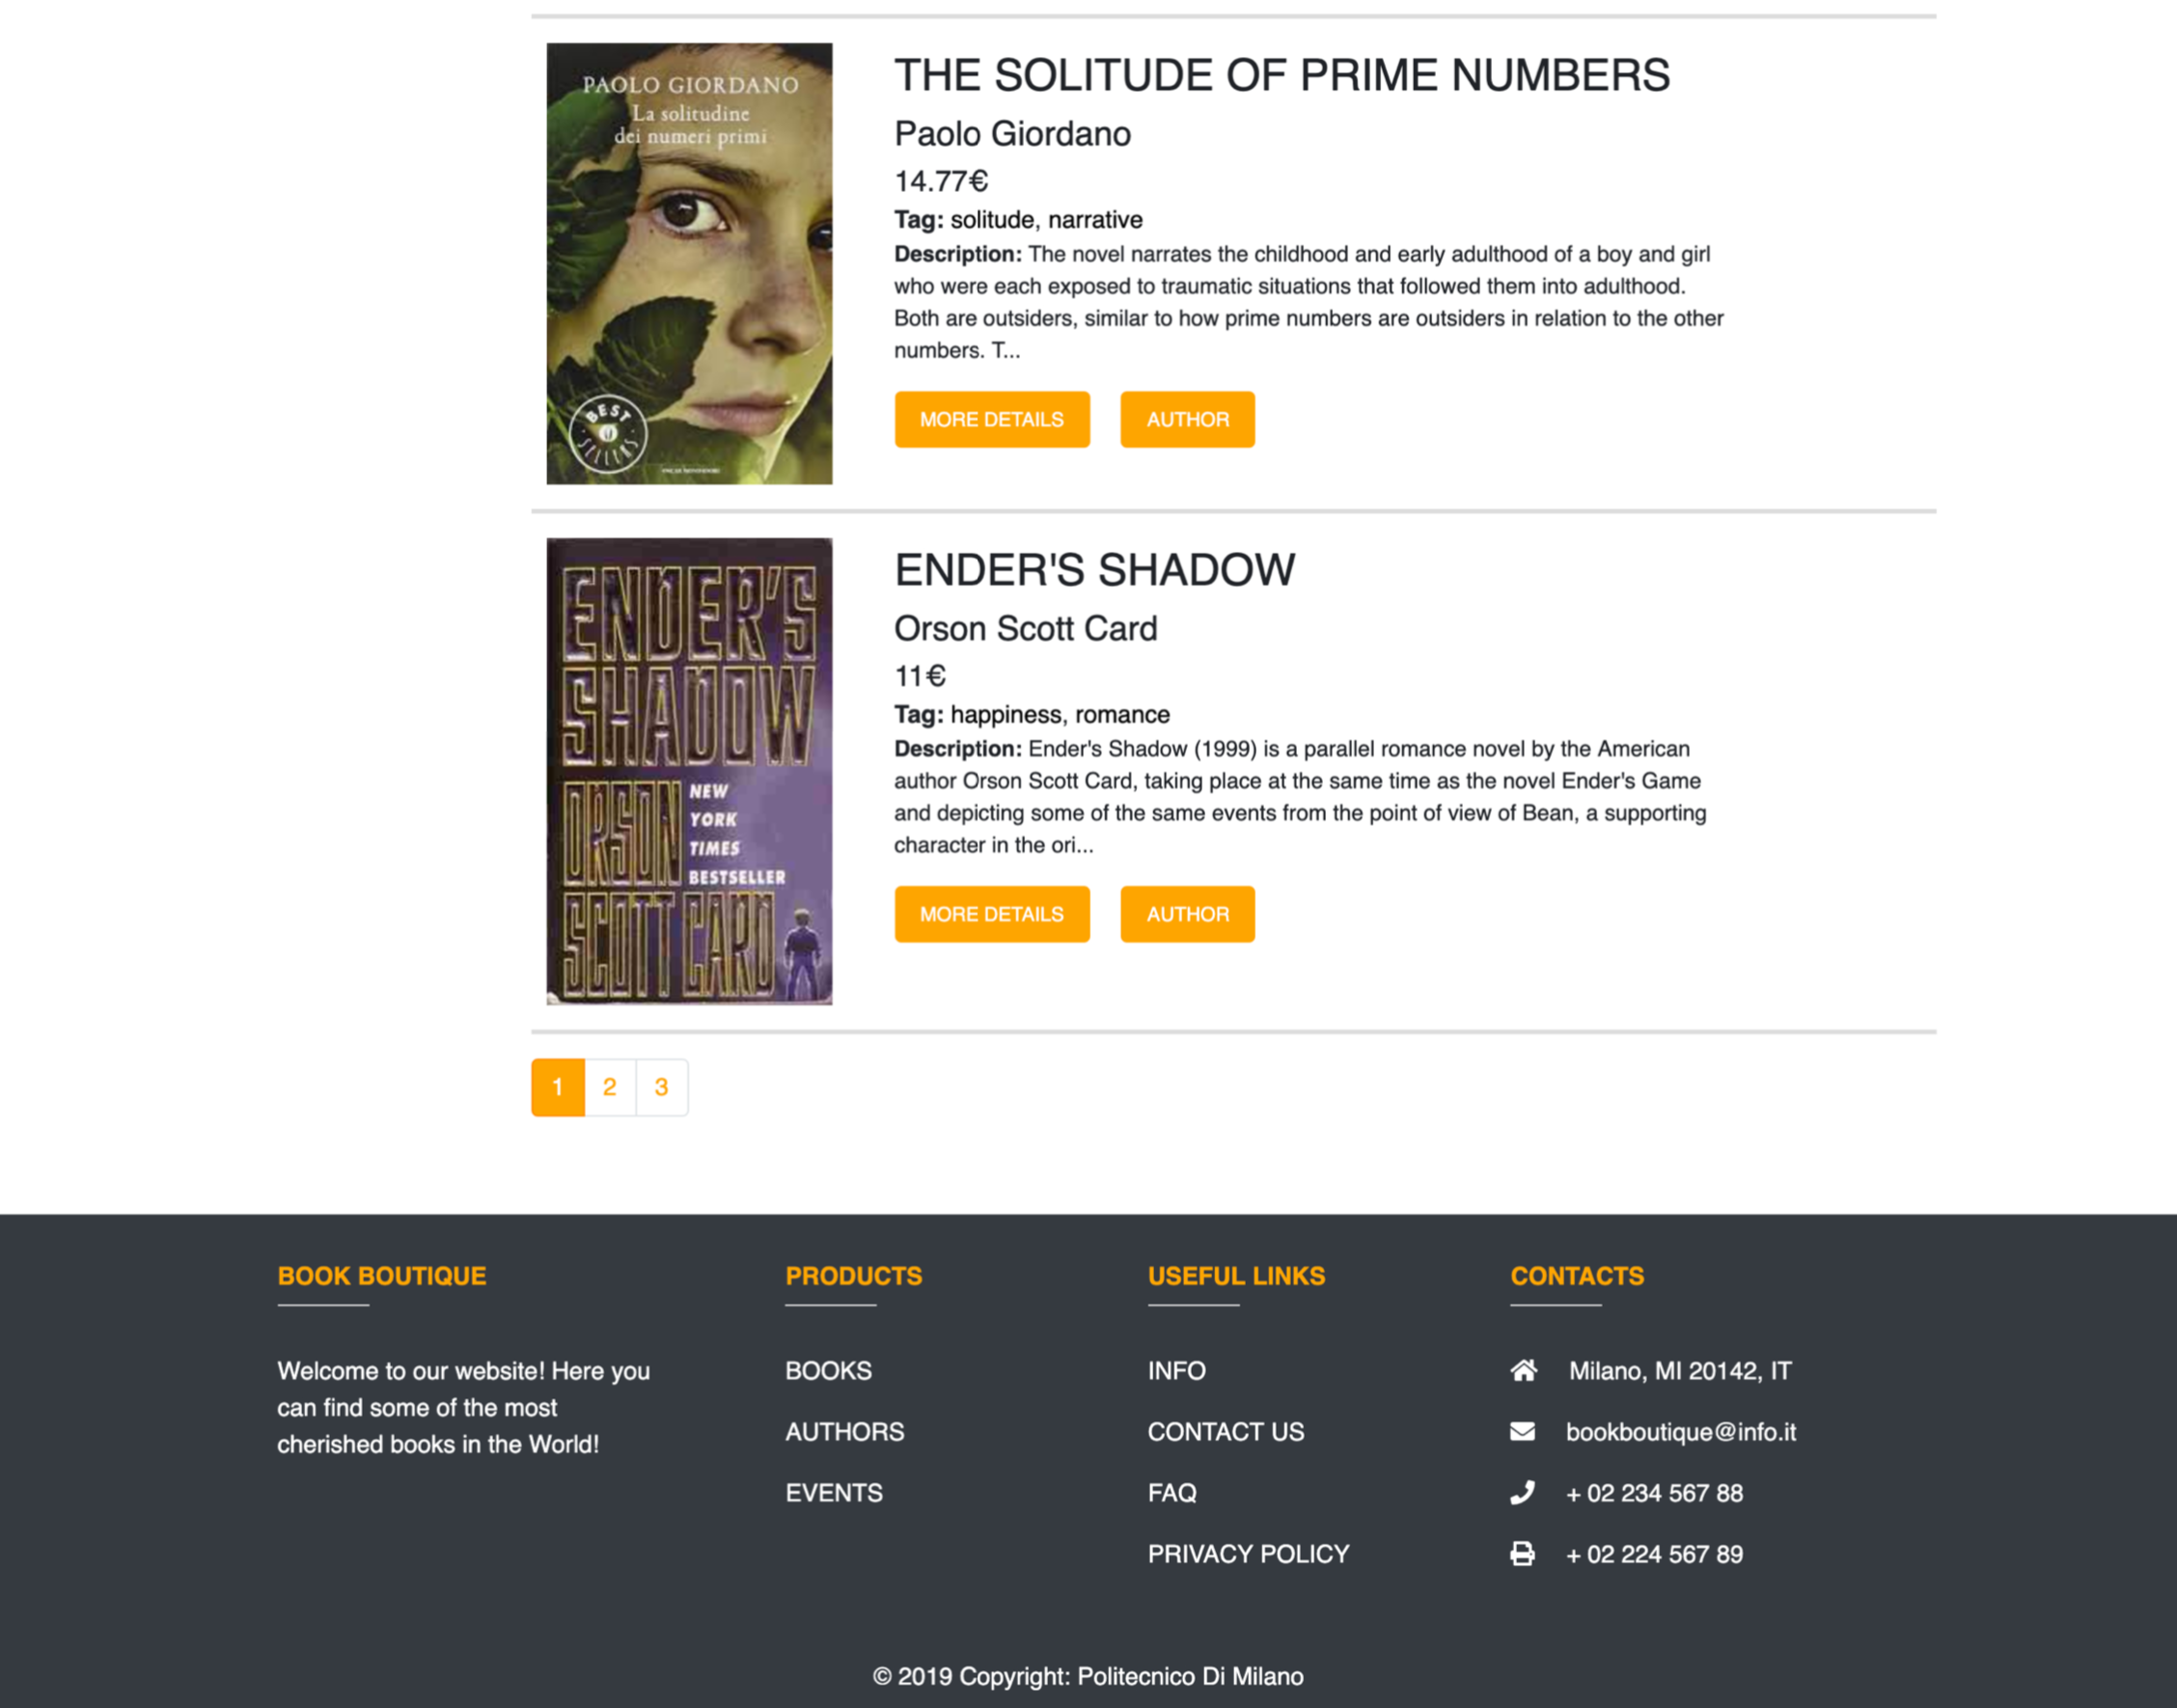 PAOLO GIORDANO
La solitudine
dei numeri primi
BEST
SELLERS
THE SOLITUDE OF PRIME NUMBERS
Paolo Giordano
14.77€
Tag: solitude, narrative
Description: The novel narrates the childhood and early adulthood of a boy and girl
who were each exposed to traumatic situations that followed them into adulthood.
Both are outsiders, similar to how prime numbers are outsiders in relation to the other
numbers. T...
MORE DETAILS
AUTHOR
ENDER'S
SHADOW
ORSON
NEW
YORK
TIMES
BESTSELLER
SCOTT CARD
ENDER'S SHADOW
Orson Scott Card
11€
Tag: happiness, romance
Description: Ender's Shadow (1999) is a parallel romance novel by the American
author Orson Scott Card, taking place at the same time as the novel Ender's Game
and depicting some of the same events from the point of view of Bean, a supporting
character in the ori...
MORE DETAILS
AUTHOR
1 2 3
BOOK BOUTIQUE
Welcome to our website! Here you
can find some of the most
cherished books in the World!
PRODUCTS
BOOKS
AUTHORS
EVENTS
USEFUL LINKS
INFO
CONTACT US
FAQ
PRIVACY POLICY
CONTACTS
Milano, MI 20142, IT
bookboutique@info.it
+ 02 234 567 88
+ 02 224 567 89
© 2019 Copyright: Politecnico Di Milano